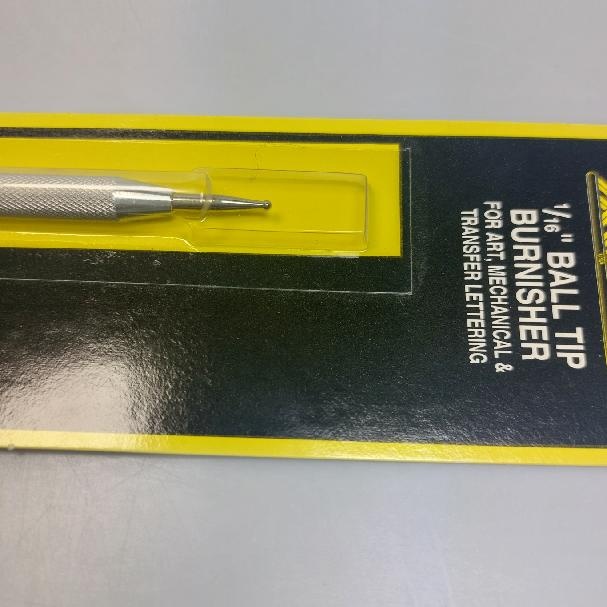 1/16" BALL TIP
BURNISHER
FOR ART, MECHANICAL &
TRANSFER LETTERING